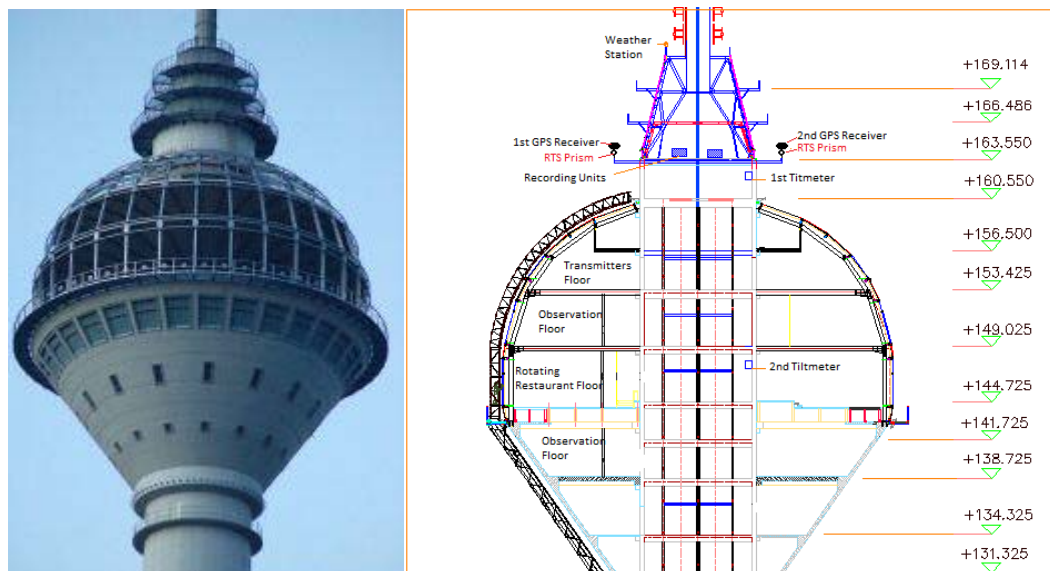 Weather
Station
+169.114
+166.486
1st GPS Receiver
RTS Prism
2nd GPS Receiver
RTS Prism
+163.550
Recording Units
1st Titmeter
+160.550
+156.500
Transmitters
Floor
+153.425
Observation
Floor
+149.025
Rotating
Restaurant Floor
2nd Tiltmeter
+144.725
+141.725
Observation
Floor
+138.725
+134.325
+131.325